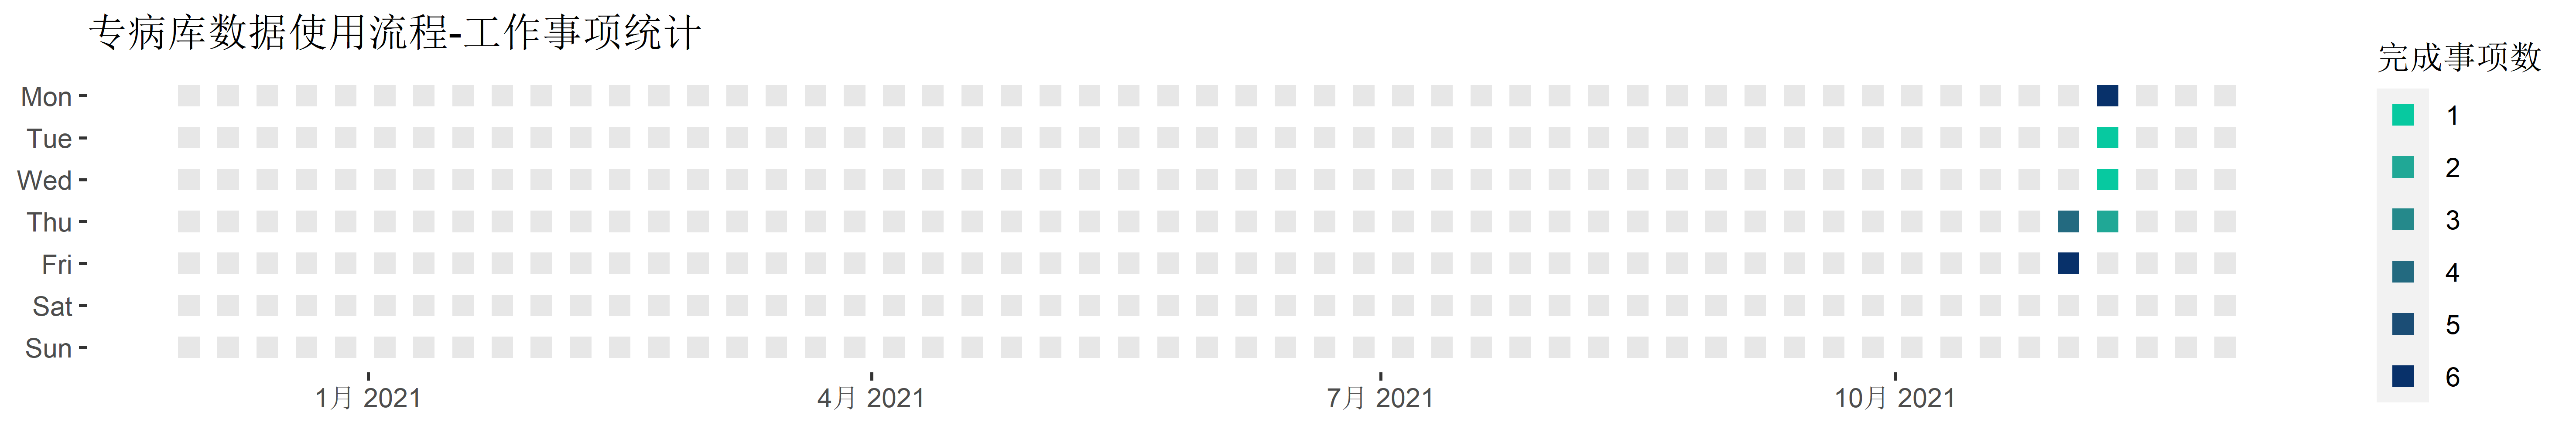 专病库数据使用流程-工作事项统计
Mon
Tue
Wed
Thu
Fri
Sat
Sun
1月 2021
4月 2021
7月 2021
10月 2021
完成事项数
1
2
3
4
5
6